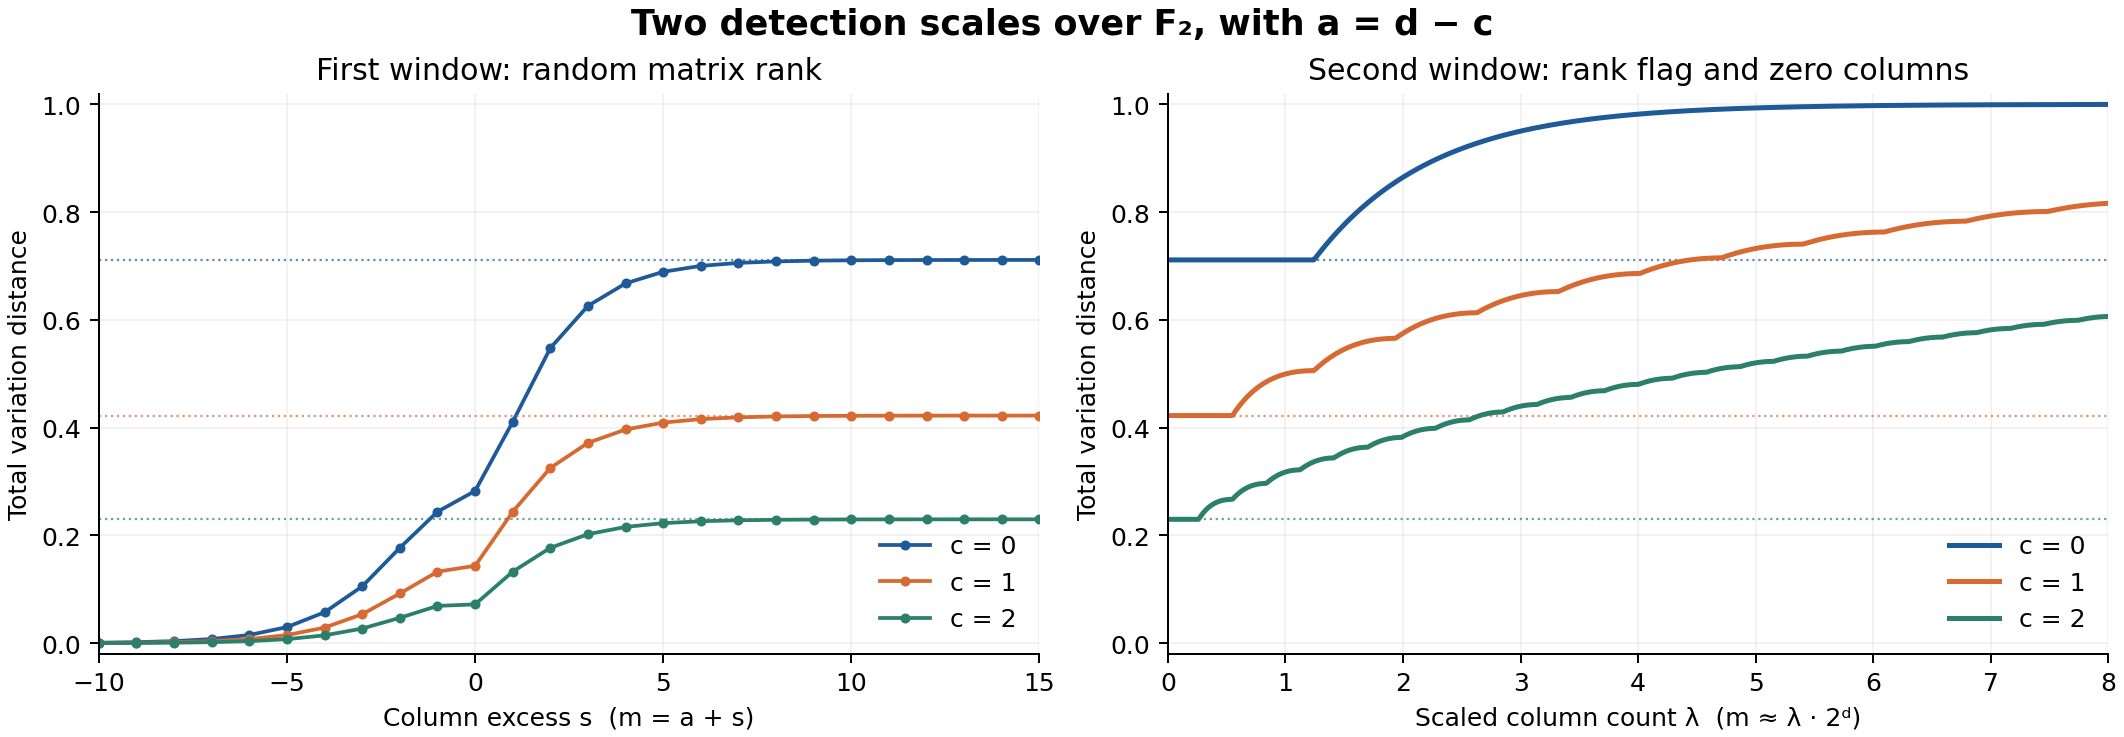 Two detection scales over F₂, with a = d − c
First window: random matrix rank
Total variation distance
1.0
0.8
0.6
0.4
0.2
0.0
−10
−5
0
5
10
15
Column excess s (m = a + s)
c = 0
c = 1
c = 2
Second window: rank flag and zero columns
Total variation distance
1.0
0.8
0.6
0.4
0.2
0.0
0
1
2
3
4
5
6
7
8
Scaled column count λ (m ≈ λ · 2ᵈ)
c = 0
c = 1
c = 2